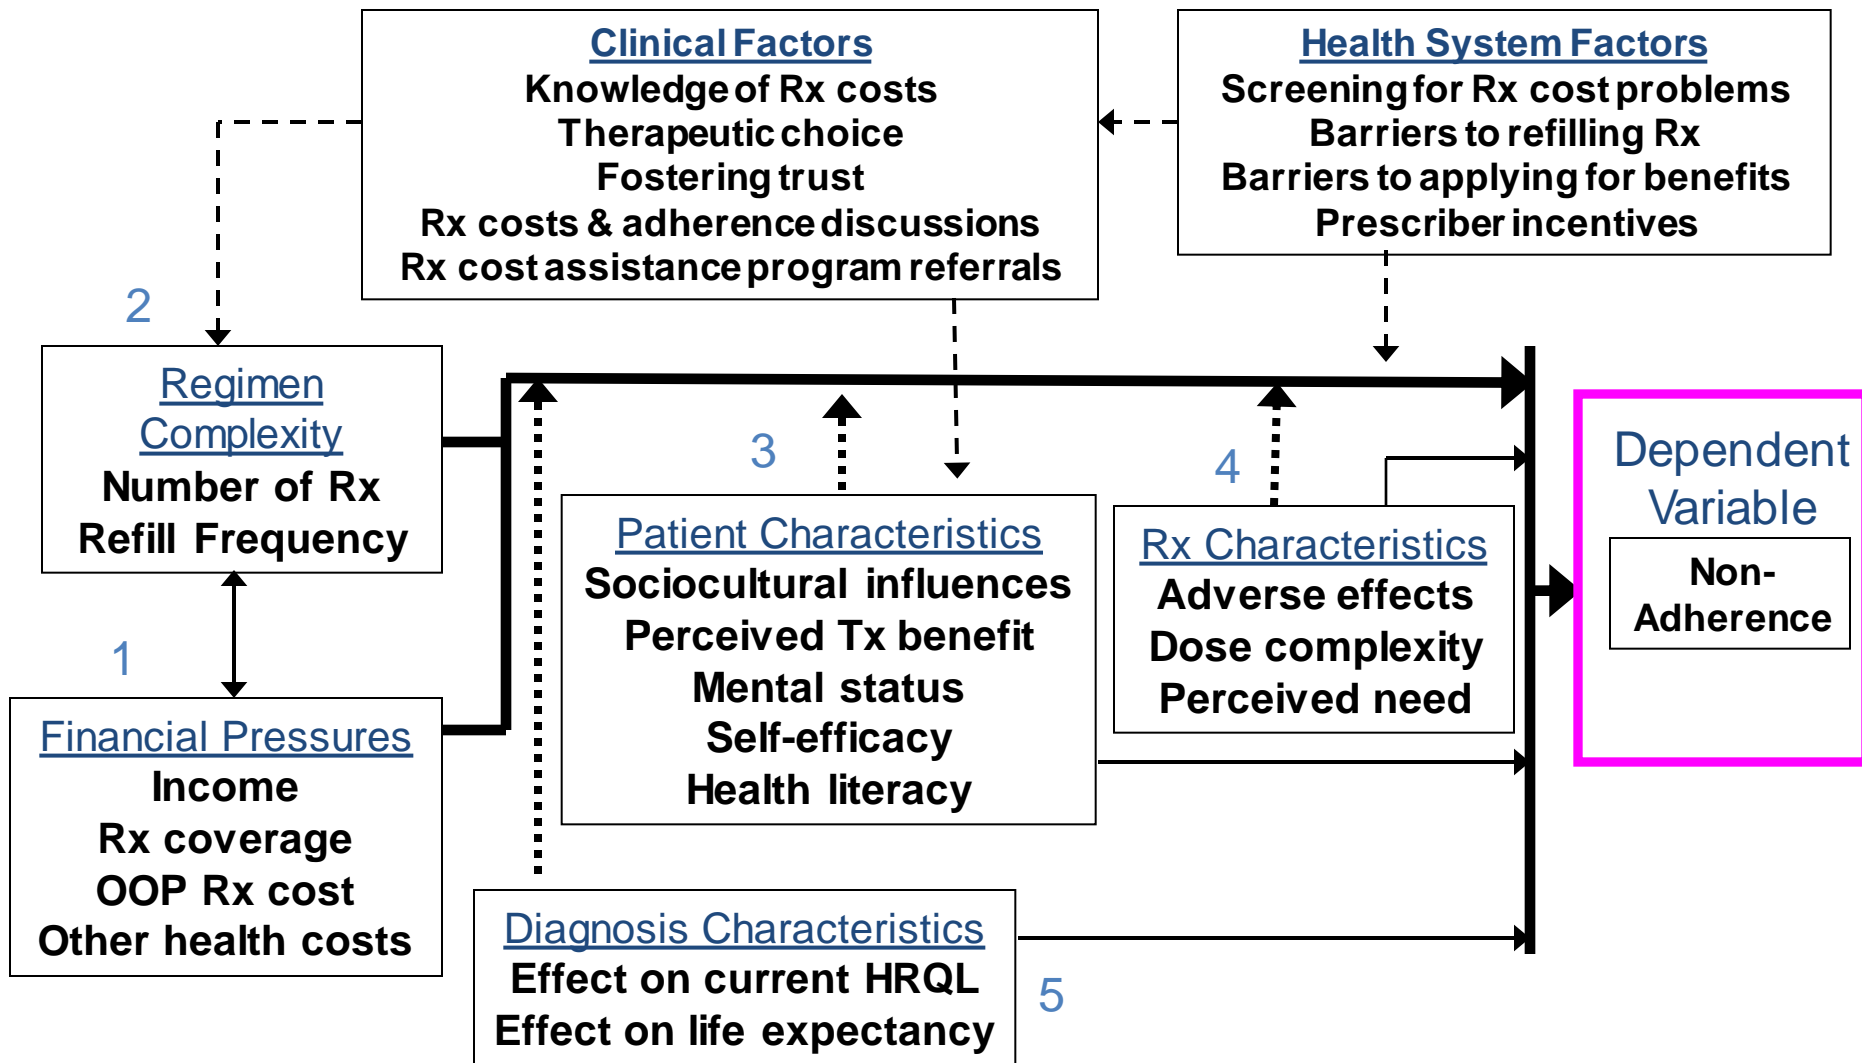 Clinical Factors
Knowledge of Rx costs
Therapeutic choice
Fostering trust
Rx costs & adherence discussions
Rx cost assistance program referrals
Health System Factors
Screening for Rx cost problems
Barriers to refilling Rx
Barriers to applying for benefits
Prescriber incentives
2
Regimen
Complexity
Number of Rx
Refill Frequency
1
Financial Pressures
Income
Rx coverage
OOP Rx cost
Other health costs
3
Patient Characteristics
Sociocultural influences
Perceived Tx benefit
Mental status
Self-efficacy
Health literacy
4
Rx Characteristics
Adverse effects
Dose complexity
Perceived need
Diagnosis Characteristics
Effect on current HRQL
Effect on life expectancy
5
Dependent
Variable
Non-
Adherence